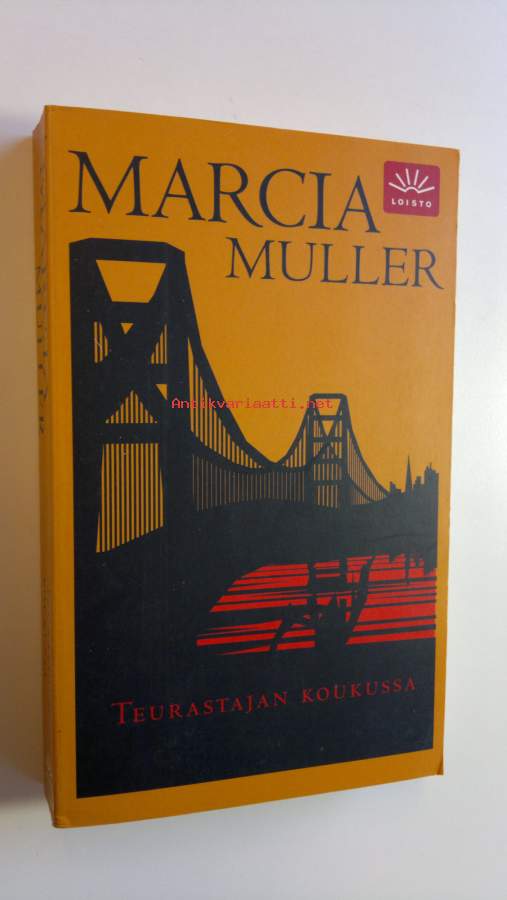 MARCIA
LOISTO
MULLER
Antikvariaatti.net
TEURASTAJAN KOUKUSSA